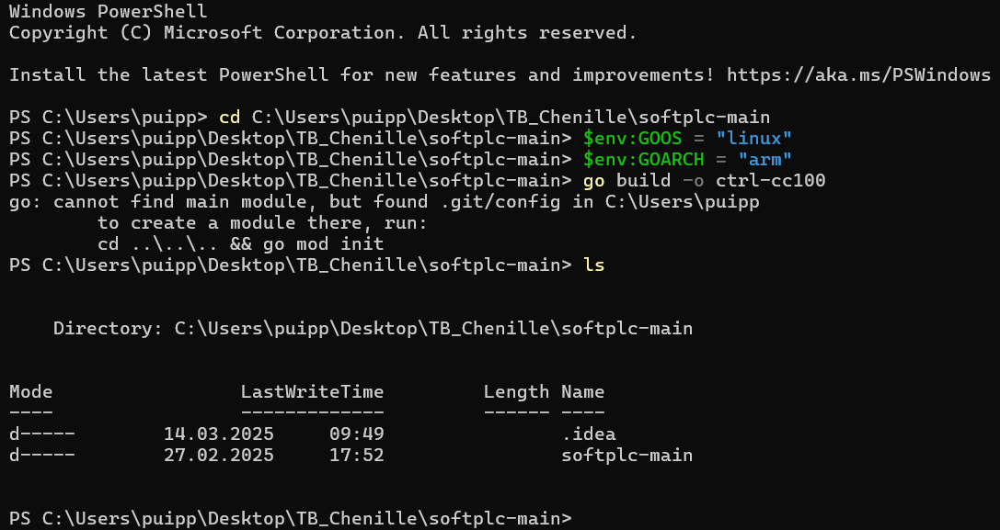 Windows PowerShell
Copyright (C) Microsoft Corporation. All rights reserved.
Install the latest PowerShell for new features and improvements! https://aka.ms/PSWindows
PS C:\Users\puipp> cd C:\Users\puipp\Desktop\TB_Chenille\softplc-main
PS C:\Users\puipp\Desktop\TB_Chenille\softplc-main> $env:GOOS = "linux"
PS C:\Users\puipp\Desktop\TB_Chenille\softplc-main> $env:GOARCH = "arm"
PS C:\Users\puipp\Desktop\TB_Chenille\softplc-main> go build -o ctrl-cc100
go: cannot find main module, but found .git/config in C:\Users\puipp
        to create a module there, run:
        cd ..\..\.. && go mod init
PS C:\Users\puipp\Desktop\TB_Chenille\softplc-main> ls
    Directory: C:\Users\puipp\Desktop\TB_Chenille\softplc-main
Mode                 LastWriteTime         Length Name
----                 -------------         ------ ----
d-----        14.03.2025     09:49                .idea
d-----        27.02.2025     17:52                softplc-main
PS C:\Users\puipp\Desktop\TB_Chenille\softplc-main>